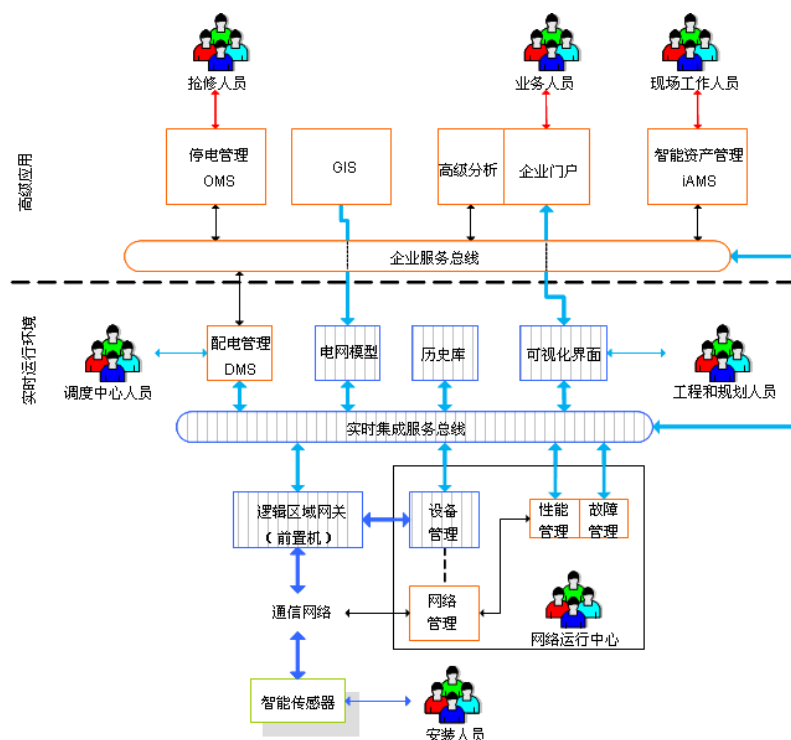 抢修人员
业务人员
现场工作人员
高级应用
停电管理
OMS
GIS
高级分析
企业门户
智能资产管理
iAMS
企业服务总线
实时运行环境
调度中心人员
配电管理
DMS
电网模型
历史库
可视化界面
工程和规划人员
实时集成服务总线
逻辑区域网关
（前置机）
设备
管理
性能
管理
故障
管理
通信网络
网络
管理
网络运行中心
智能传感器
安装人员